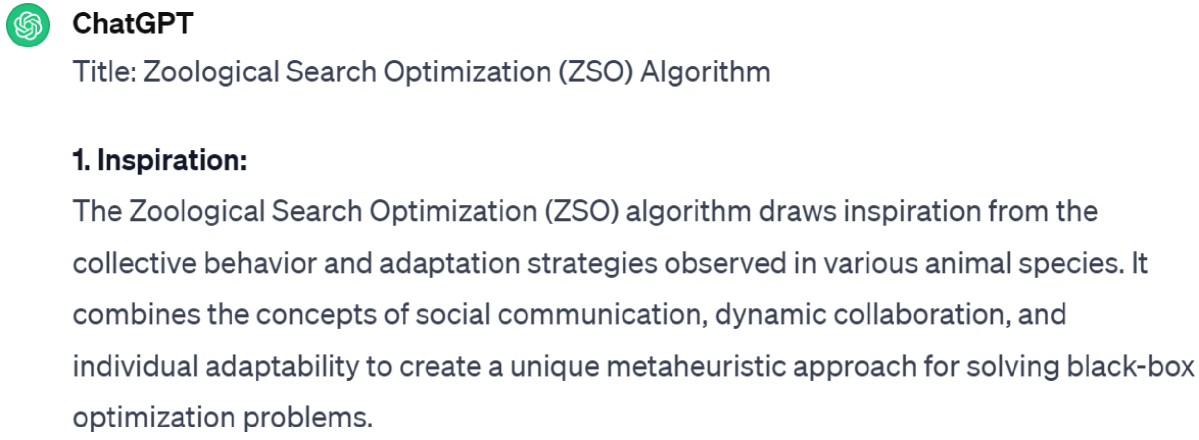 ChatGPT
Title: Zoological Search Optimization (ZSO) Algorithm
1. Inspiration:
The Zoological Search Optimization (ZSO) algorithm draws inspiration from the
collective behavior and adaptation strategies observed in various animal species. It
combines the concepts of social communication, dynamic collaboration, and
individual adaptability to create a unique metaheuristic approach for solving black-box
optimization problems.